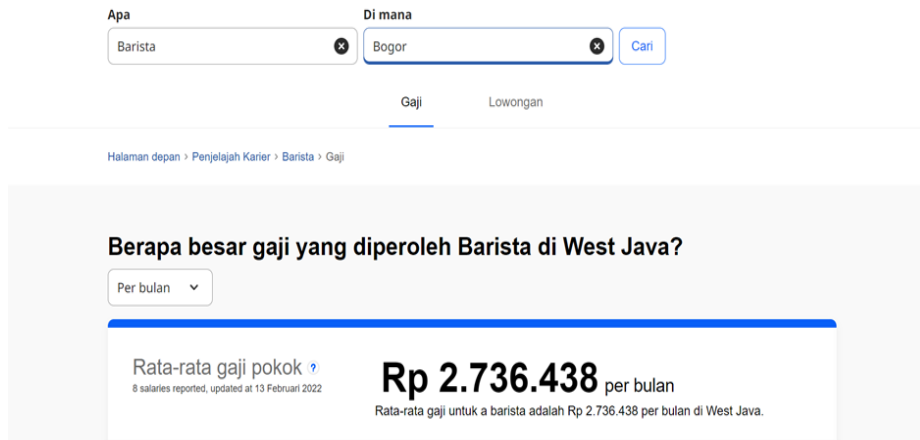 Apa Di mana
Barista Bogor Cari
Gaji Lowongan
Halaman depan > Penjelajah Karier > Barista > Gaji
Berapa besar gaji yang diperoleh Barista di West Java?
Per bulan
Rata-rata gaji pokok ?
8 salaries reported, updated at 13 Februari 2022
Rp 2.736.438 per bulan
Rata-rata gaji untuk a barista adalah Rp 2.736.438 per bulan di West Java.